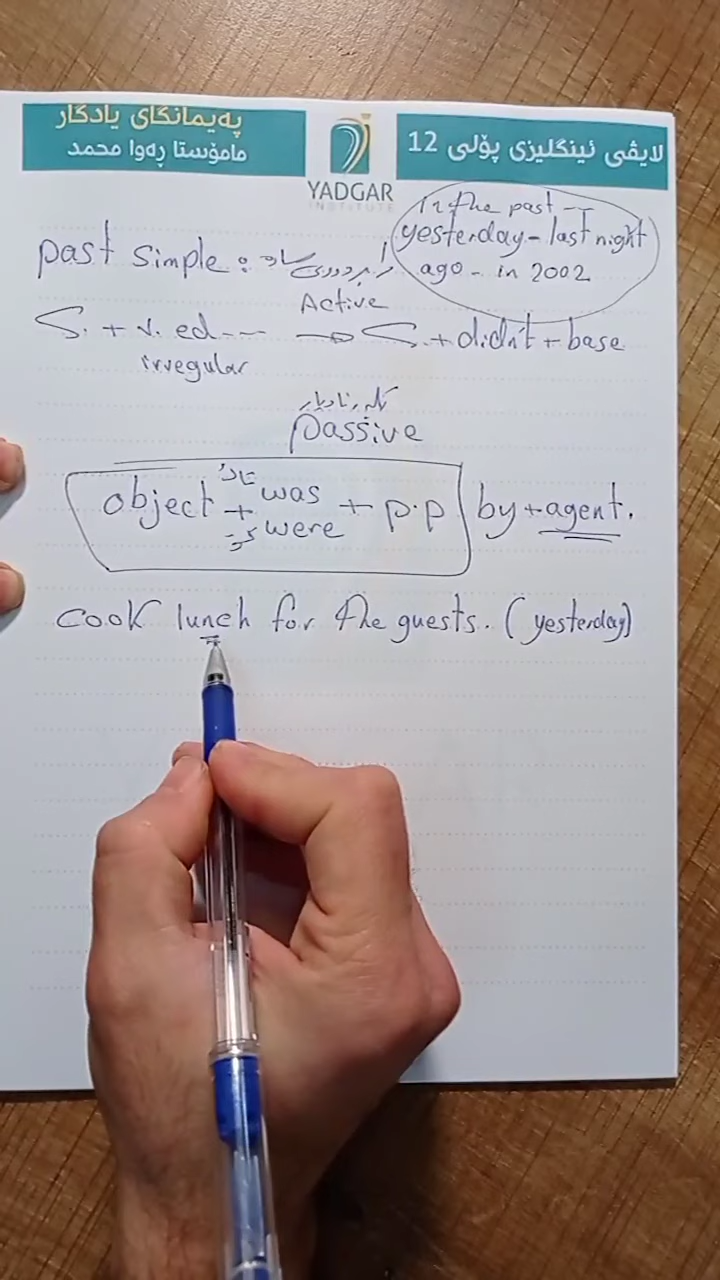 پەیمانگای یادگار
مامۆستا ڕەوا محمد
YADGAR
INSTITUTE
لایڤی ئینگلیزی پۆلی 12
In the past ---
yesterday - last night
ago - in 2002
past simple : ڕابردووی سادە
Active
S. + v. ed --- → S. + didn't + base
irregular
passive
object + was + p.p by + agent.
were
cook lunch for the guests. (yesterday)